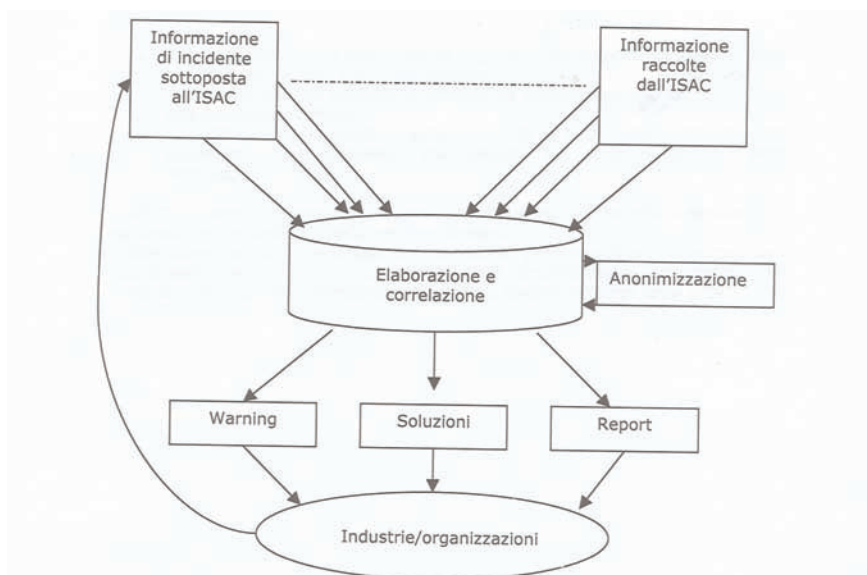 Informazione
di incidente
sottoposta
all'ISAC
Informazione
raccolte
dall'ISAC
Elaborazione e
correlazione
Anonimizzazione
Warning
Soluzioni
Report
Industrie/organizzazioni